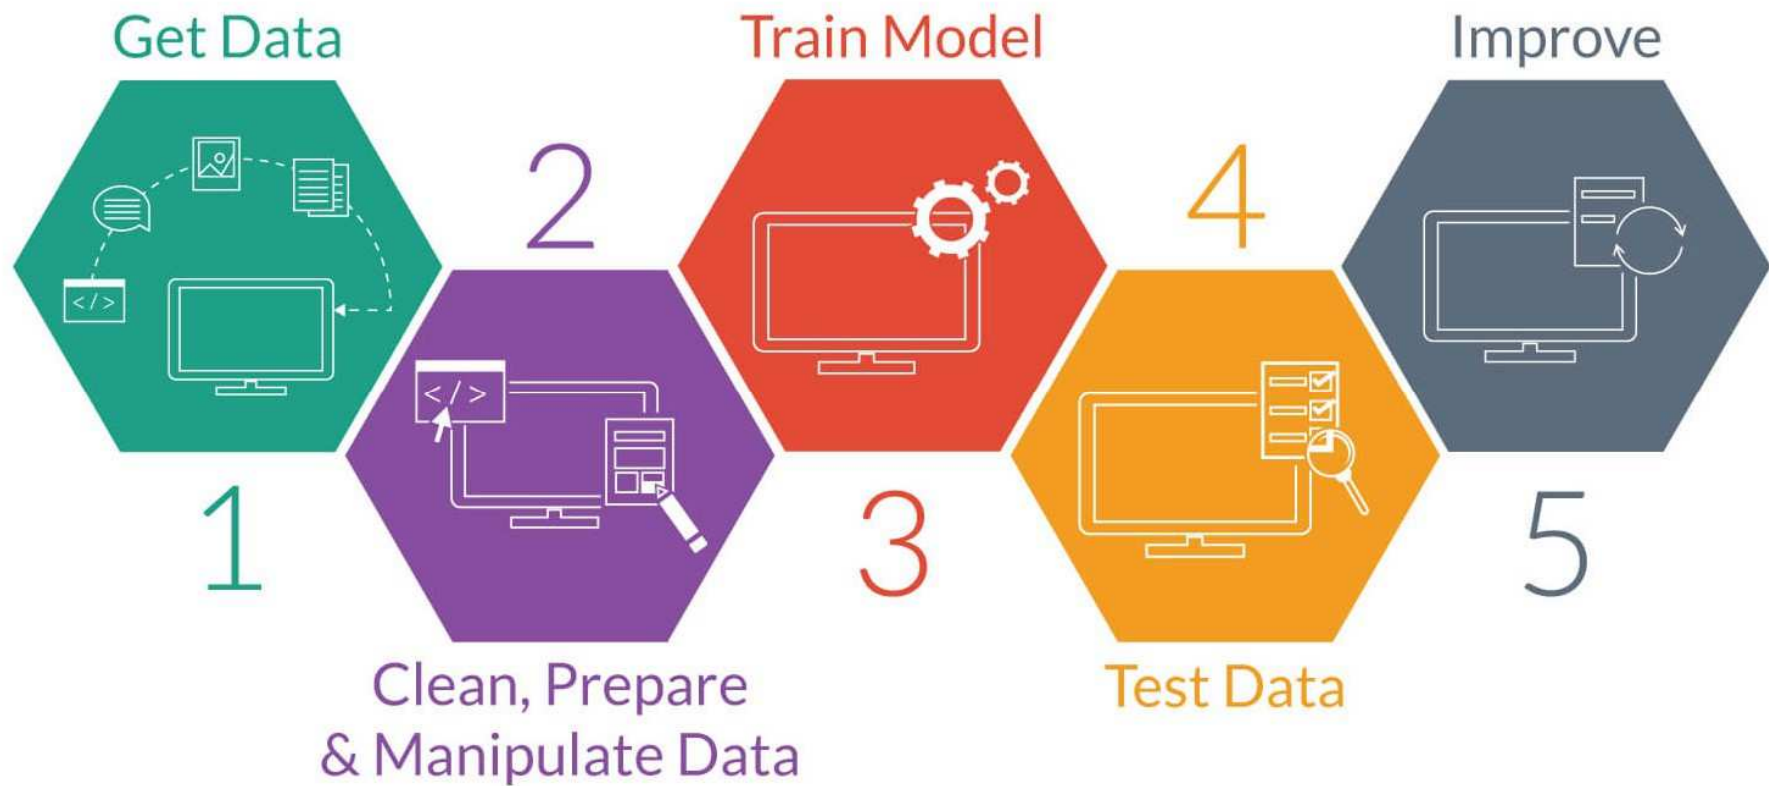 Get Data
1
2
Clean, Prepare
& Manipulate Data
Train Model
3
4
Test Data
Improve
5
</ >
</ >